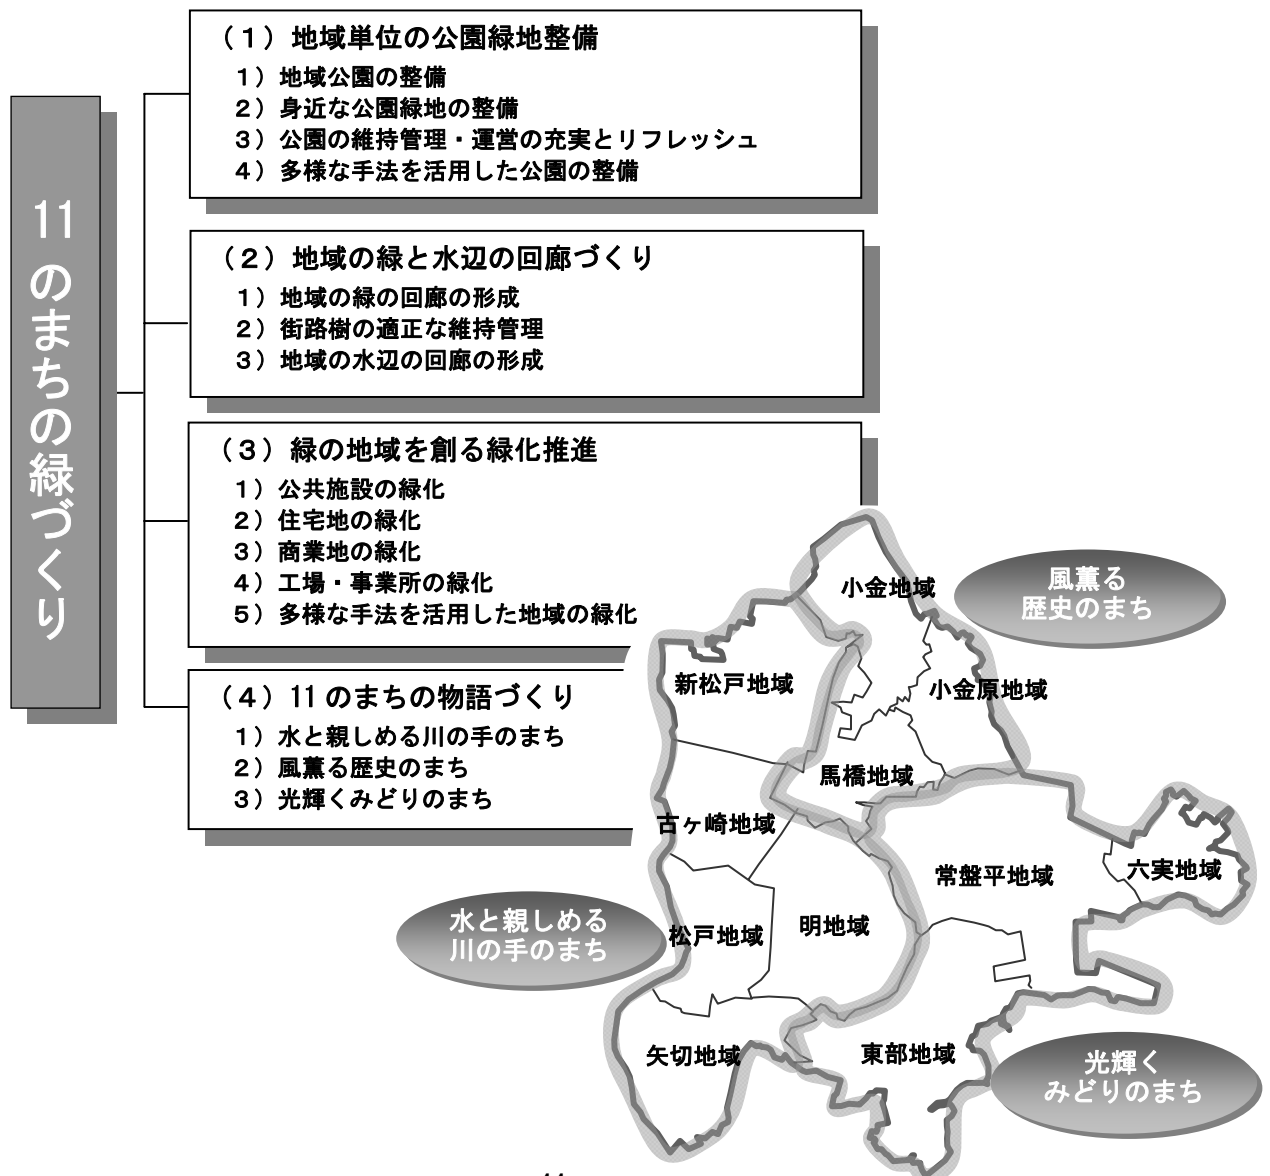 11のまちの緑づくり
（１）地域単位の公園緑地整備
１）地域公園の整備
２）身近な公園緑地の整備
３）公園の維持管理・運営の充実とリフレッシュ
４）多様な手法を活用した公園の整備
（２）地域の緑と水辺の回廊づくり
１）地域の緑の回廊の形成
２）街路樹の適正な維持管理
３）地域の水辺の回廊の形成
（３）緑の地域を創る緑化推進
１）公共施設の緑化
２）住宅地の緑化
３）商業地の緑化
４）工場・事業所の緑化
５）多様な手法を活用した地域の緑化
（４）11 のまちの物語づくり
１）水と親しめる川の手のまち
２）風薫る歴史のまち
３）光輝くみどりのまち
小金地域
風薫る
歴史のまち
新松戸地域
小金原地域
馬橋地域
古ヶ崎地域
常盤平地域
六実地域
水と親しめる
川の手のまち
松戸地域
明地域
矢切地域
東部地域
光輝く
みどりのまち